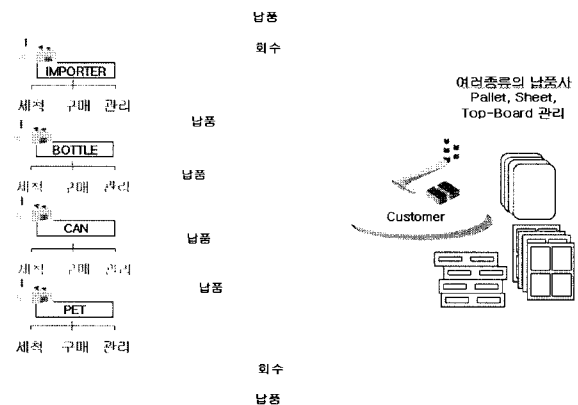 납품
회수
IMPORTER
세척 구매 관리
여러종류의 납품사
Pallet, Sheet,
Top-Board 관리
납품
BOTTLE
세척 구매 관리
납품
Customer
CAN
납품
세척 구매 관리
납품
PET
세척 구매 관리
회수
납품